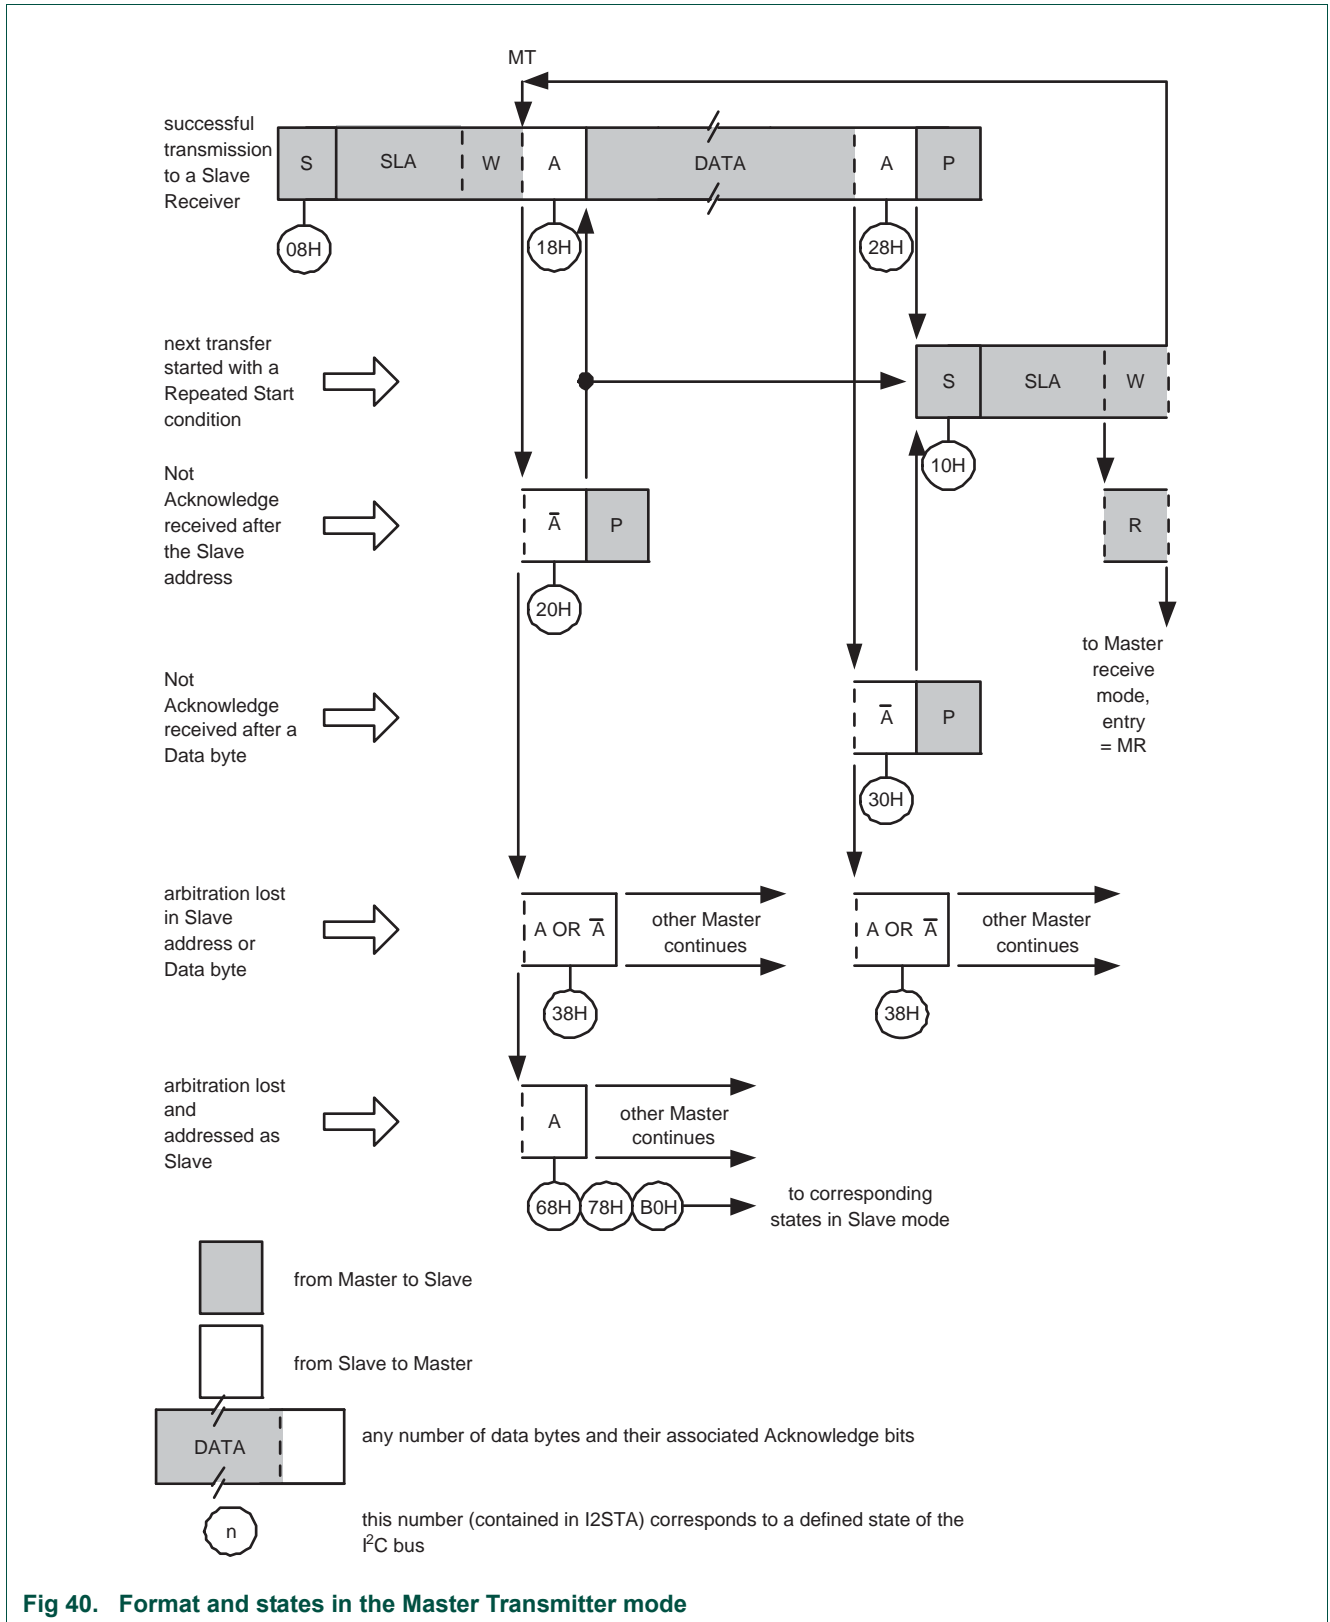 MT
successful
transmission
to a Slave
Receiver
S SLA W A DATA A P
08H 18H 28H
next transfer
started with a
Repeated Start
condition
S SLA W
10H
Not
Acknowledge
received after
the Slave
address
A̅ P
R
20H
to Master
receive
mode,
entry
= MR
Not
Acknowledge
received after a
Data byte
A̅ P
30H
arbitration lost
in Slave
address or
Data byte
A OR A̅
other Master
continues
A OR A̅
other Master
continues
38H 38H
arbitration lost
and
addressed as
Slave
A
other Master
continues
68H 78H B0H
to corresponding
states in Slave mode
from Master to Slave
from Slave to Master
DATA
any number of data bytes and their associated Acknowledge bits
n
this number (contained in I2STA) corresponds to a defined state of the
I²C bus
Fig 40. Format and states in the Master Transmitter mode